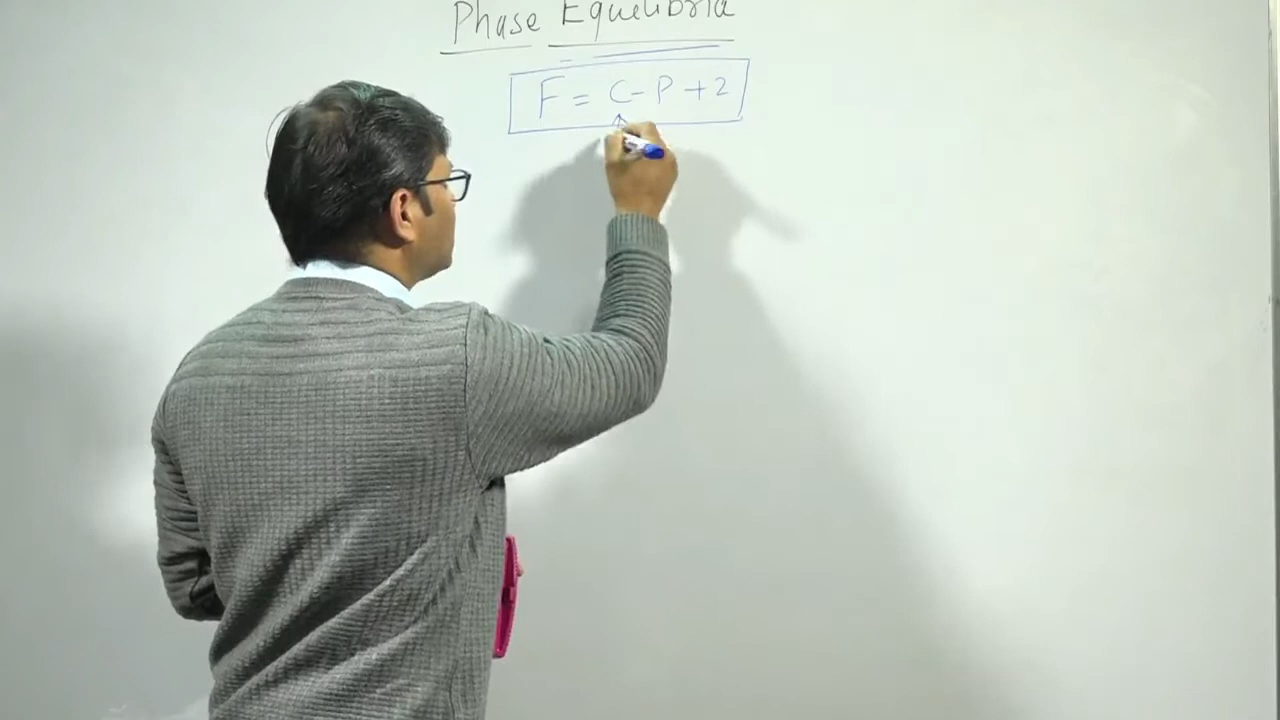 Phase Equilibria
F = C - P + 2